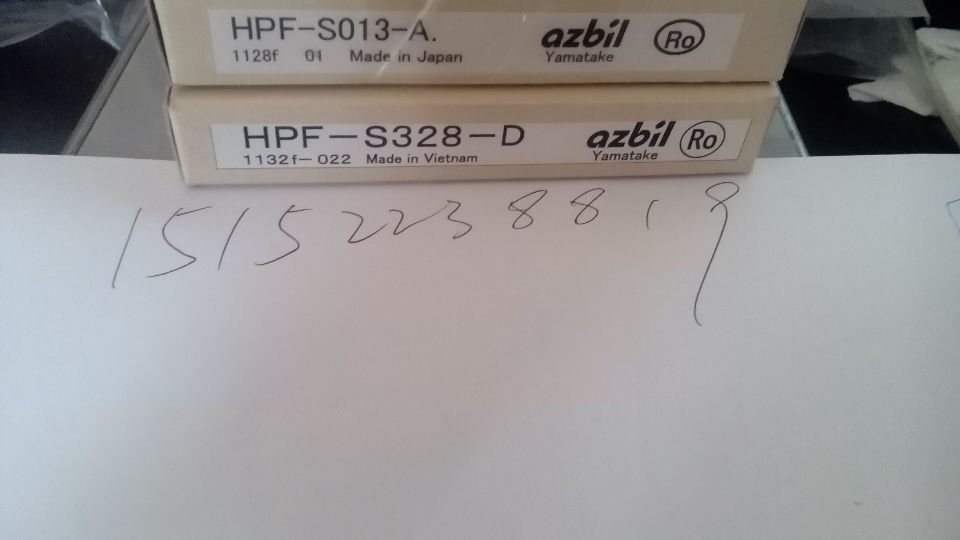 HPF-S013-A. azbil Ro
1128f 01 Made in Japan Yamatake
HPF-S328-D azbil Ro
1132f-022 Made in Vietnam Yamatake
15152238819